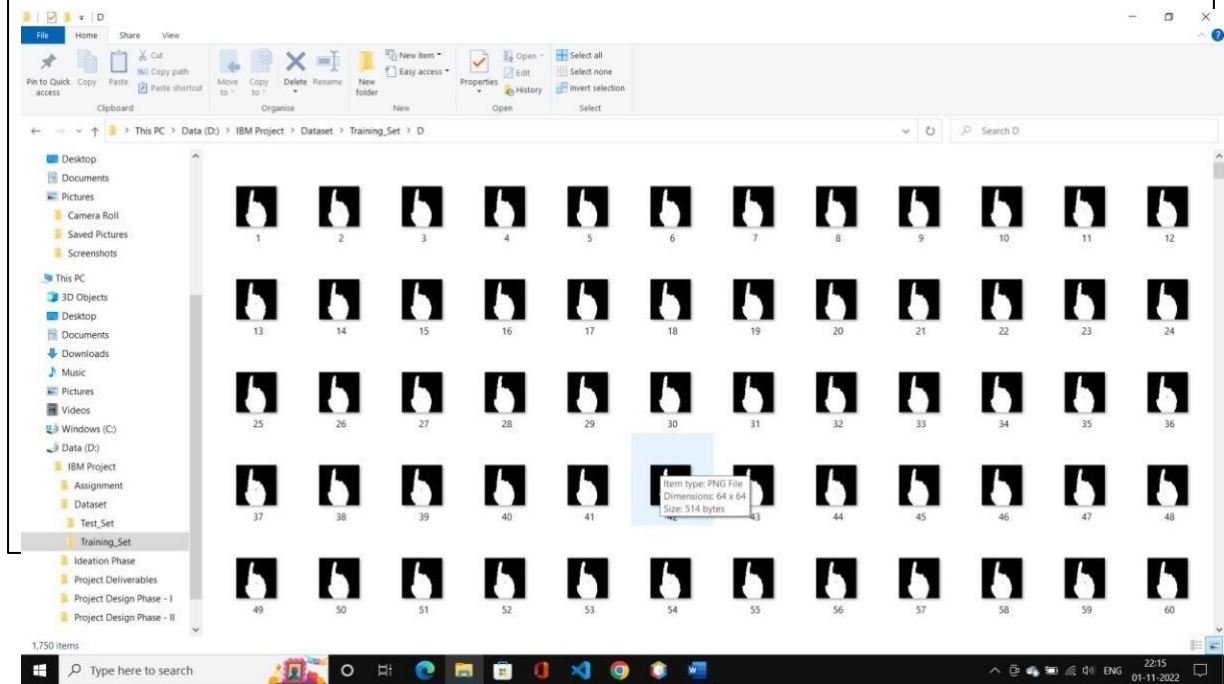 D
File Home Share View
Pin to Quick access
Copy
Paste
Cut
Copy path
Paste shortcut
Clipboard
Move to
Copy to
Delete
Rename
Organise
New folder
New item
Easy access
New
Properties
Open
Edit
History
Open
Select all
Select none
Invert selection
Select
This PC > Data (D:) > IBM Project > Dataset > Training_Set > D
Search D
Desktop
Documents
Pictures
Camera Roll
Saved Pictures
Screenshots
This PC
3D Objects
Desktop
Documents
Downloads
Music
Pictures
Videos
Windows (C:)
Data (D:)
IBM Project
Assignment
Dataset
Test_Set
Training_Set
Ideation Phase
Project Deliverables
Project Design Phase - I
Project Design Phase - II
1 2 3 4 5 6 7 8 9 10 11 12
13 14 15 16 17 18 19 20 21 22 23 24
25 26 27 28 29 30 31 32 33 34 35 36
Item type: PNG File
Dimensions: 64 x 64
Size: 514 bytes
37 38 39 40 41 42 43 44 45 46 47 48
49 50 51 52 53 54 55 56 57 58 59 60
1,750 items
Type here to search
ENG
22:15
01-11-2022